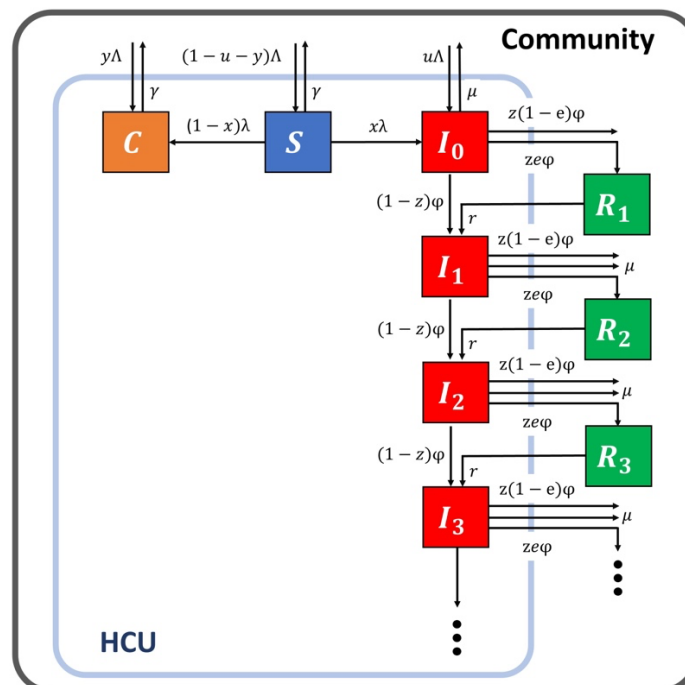 Community
yΛ (1−u−y)Λ uΛ
γ γ μ
C (1−x)λ S xλ I₀ z(1−e)φ
zeφ
(1−z)φ r R₁
I₁ z(1−e)φ
μ
zeφ
(1−z)φ r R₂
I₂ z(1−e)φ
μ
zeφ
(1−z)φ r R₃
I₃ z(1−e)φ
μ
zeφ
HCU